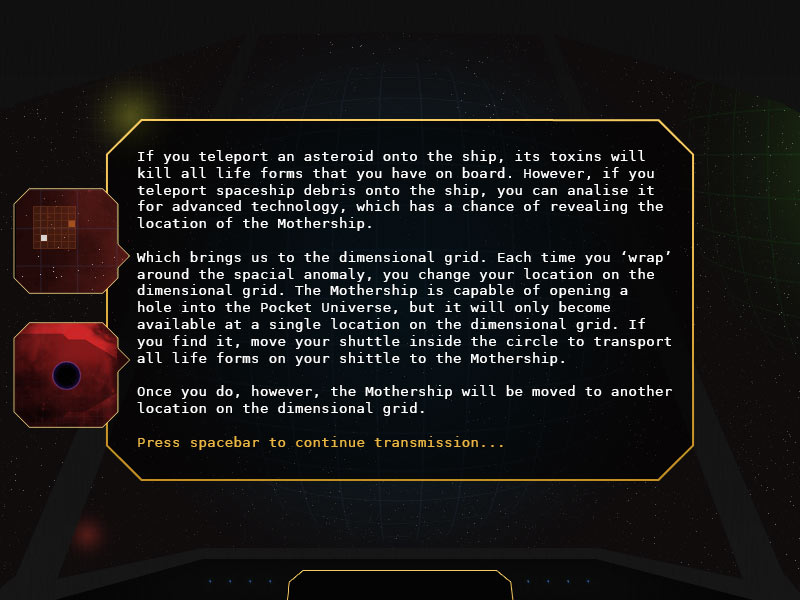 If you teleport an asteroid onto the ship, its toxins will
kill all life forms that you have on board. However, if you
teleport spaceship debris onto the ship, you can analise it
for advanced technology, which has a chance of revealing the
location of the Mothership.
Which brings us to the dimensional grid. Each time you ‘wrap’
around the spacial anomaly, you change your location on the
dimensional grid. The Mothership is capable of opening a
hole into the Pocket Universe, but it will only become
available at a single location on the dimensional grid. If
you find it, move your shuttle inside the circle to transport
all life forms on your shittle to the Mothership.
Once you do, however, the Mothership will be moved to another
location on the dimensional grid.
Press spacebar to continue transmission...